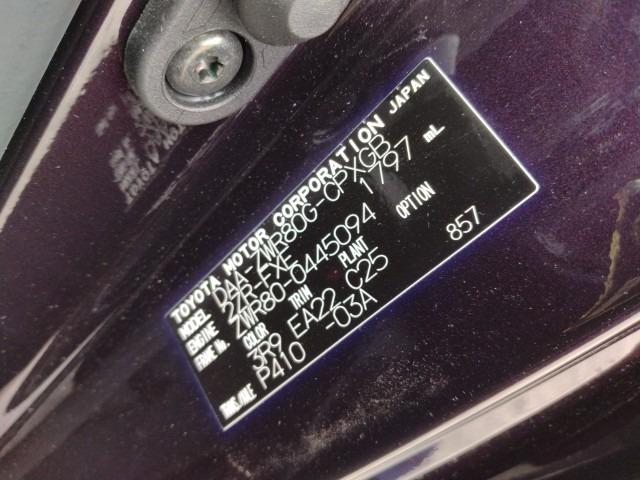 TOYOTA MOTOR CORPORATION JAPAN
MODEL DAA-ZWR80G-CPXGB
ENGINE 2ZR-FXE 1797 mL
FRAME No. ZWR80-0445094
COLOR TRIM PLANT OPTION
3R9 EA22 C25 857
TRANS/AXLE P410 -03A